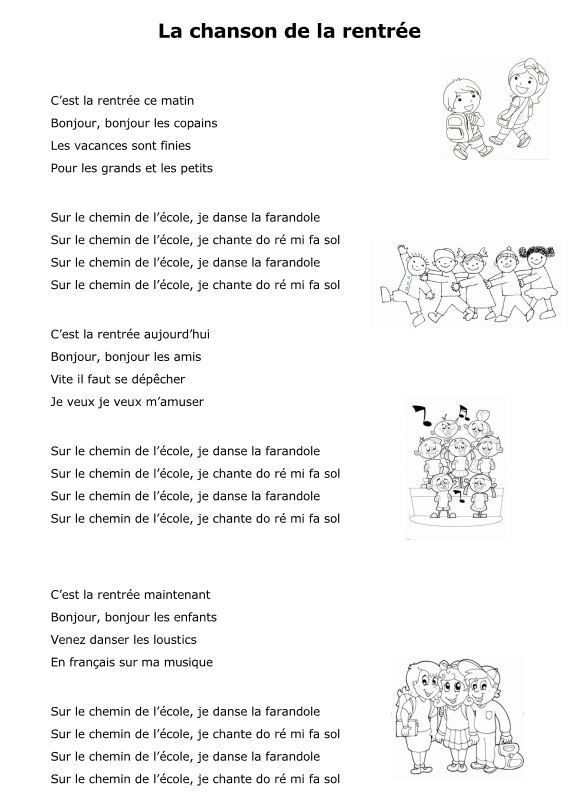 La chanson de la rentrée
C’est la rentrée ce matin
Bonjour, bonjour les copains
Les vacances sont finies
Pour les grands et les petits
Sur le chemin de l’école, je danse la farandole
Sur le chemin de l’école, je chante do ré mi fa sol
Sur le chemin de l’école, je danse la farandole
Sur le chemin de l’école, je chante do ré mi fa sol
C’est la rentrée aujourd’hui
Bonjour, bonjour les amis
Vite il faut se dépêcher
Je veux je veux m’amuser
Sur le chemin de l’école, je danse la farandole
Sur le chemin de l’école, je chante do ré mi fa sol
Sur le chemin de l’école, je danse la farandole
Sur le chemin de l’école, je chante do ré mi fa sol
C’est la rentrée maintenant
Bonjour, bonjour les enfants
Venez danser les loustics
En français sur ma musique
Sur le chemin de l’école, je danse la farandole
Sur le chemin de l’école, je chante do ré mi fa sol
Sur le chemin de l’école, je danse la farandole
Sur le chemin de l’école, je chante do ré mi fa sol